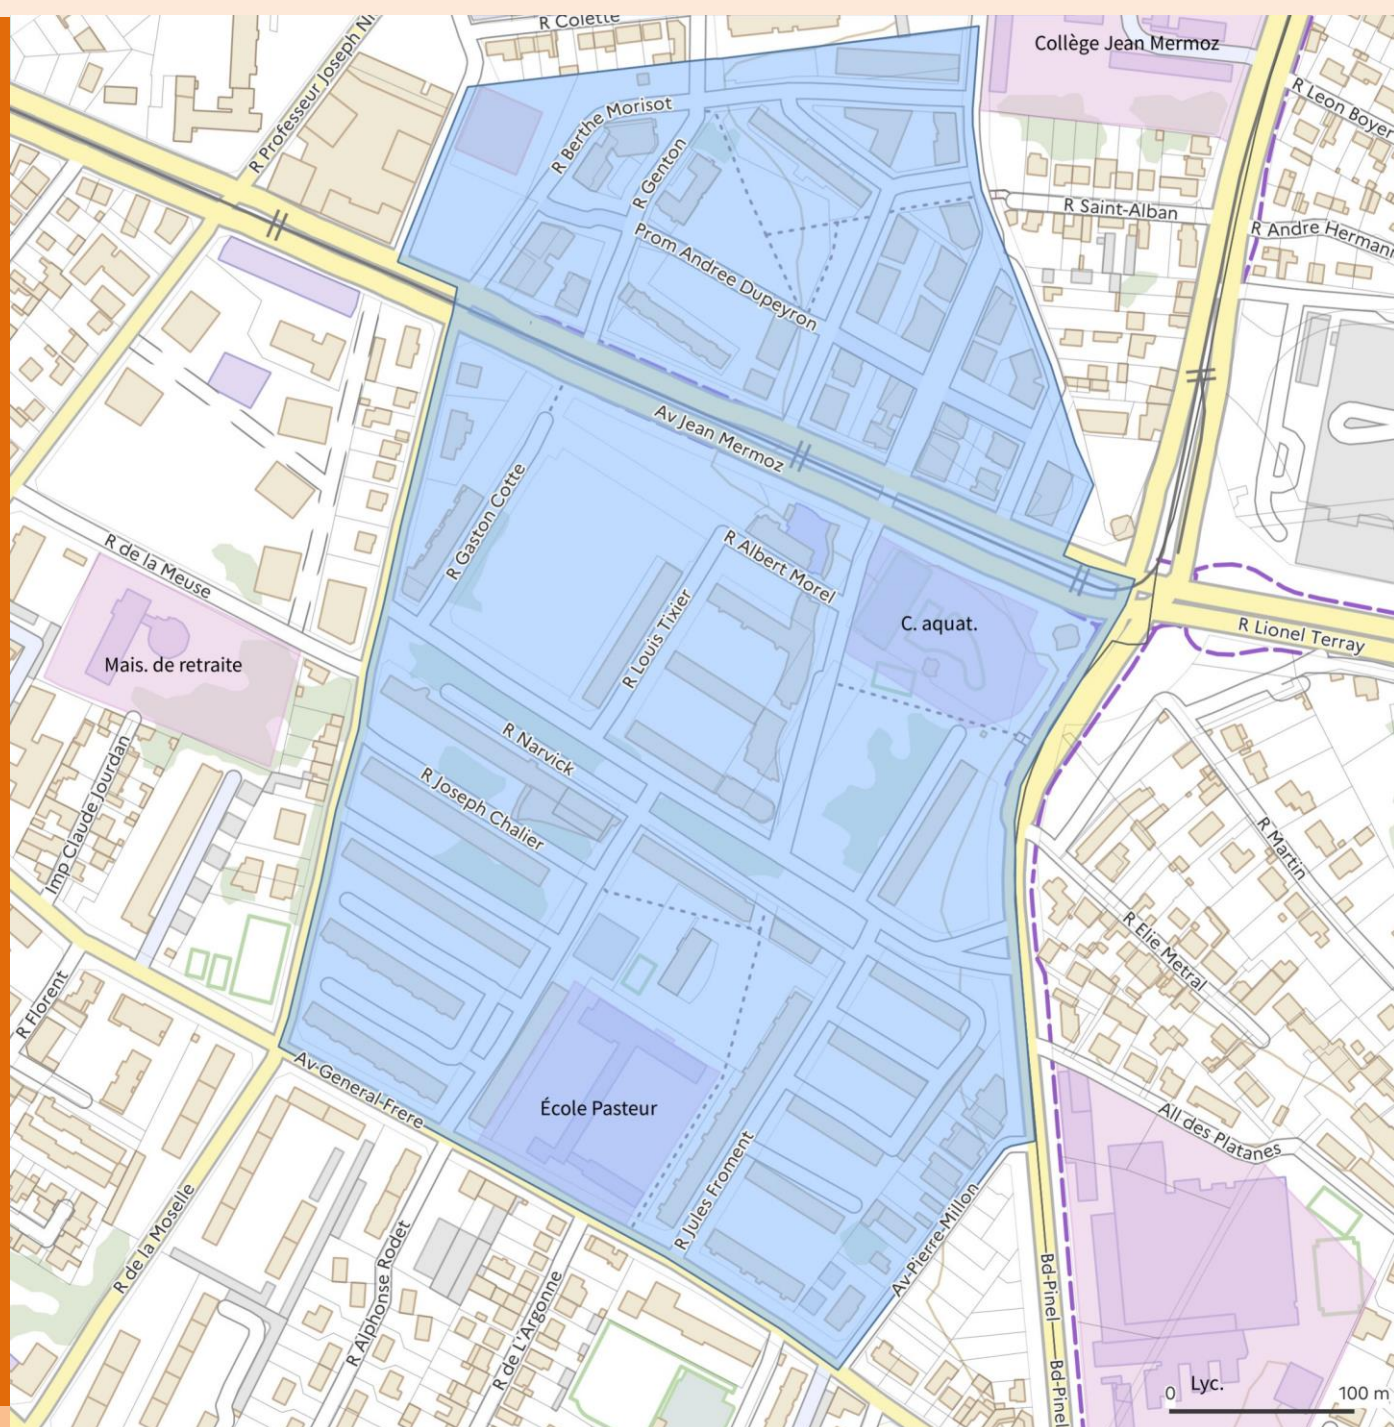 R Colette
Collège Jean Mermoz
R Professeur Joseph Ni
R Leon Boyer
R Berthe Morisot
R Genton
R Saint-Alban
R Andre Hermann
Prom Andree Dupeyron
Av Jean Mermoz
R Gaston Cotte
R de la Meuse
R Albert Morel
R Louis Tixier
C. aquat.
R Lionel Terray
Mais. de retraite
R Narvick
R Joseph Chalier
Imp Claude Jourdan
R Martin
R Elie Metral
R Florent
Av-General-Frere
École Pasteur
All des Platanes
R Jules Froment
Av-Pierre-Millon
R de la Moselle
R Alphonse Rodet
R de L'Argonne
Bd-Pinel
Bd-Pinel
Lyc.
0 100 m